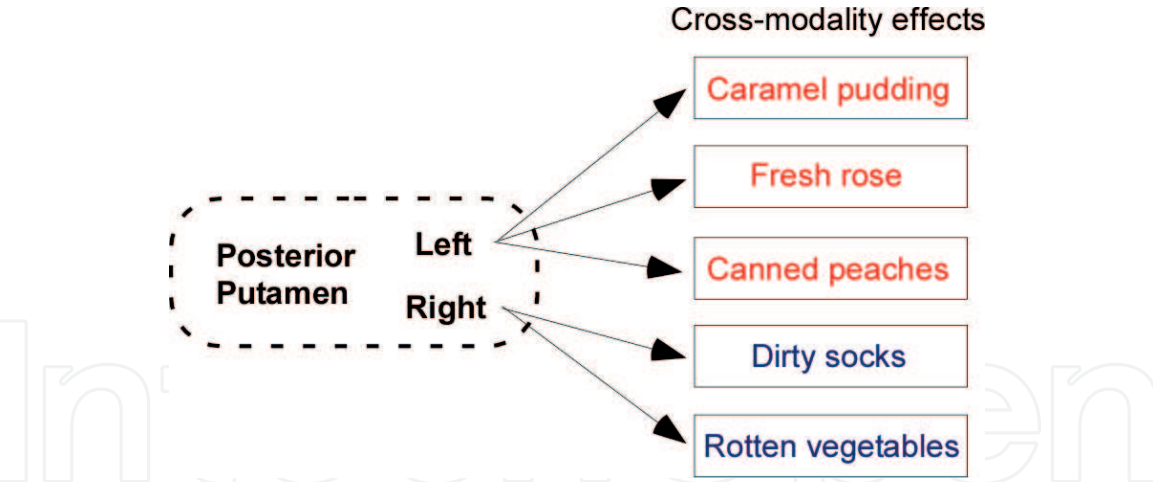 Cross-modality effects
Caramel pudding
Fresh rose
Posterior
Putamen
Left
Right
Canned peaches
Dirty socks
Rotten vegetables